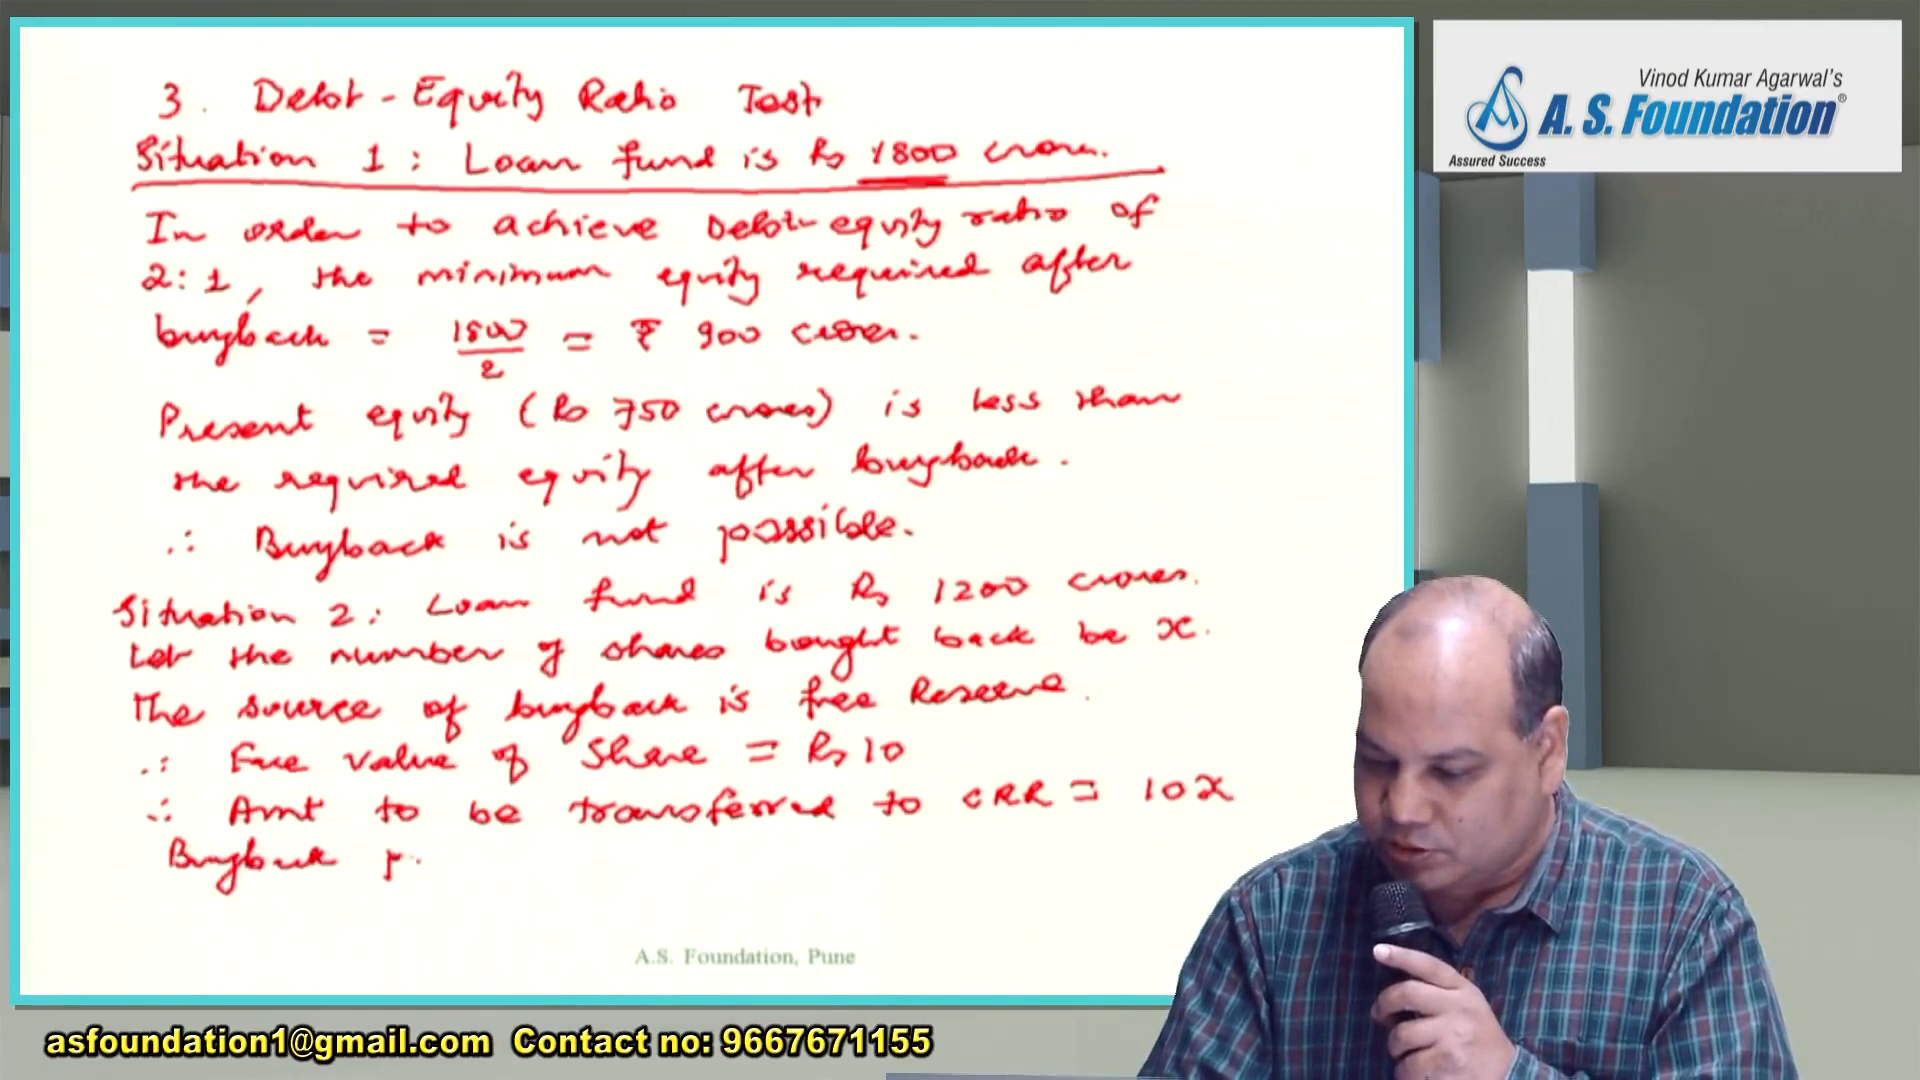 3. Debt-Equity Ratio Test
Situation 1: Loan fund is Rs 1800 crores.
In order to achieve Debt-equity ratio of
2:1, the minimum equity required after
buyback = 1800/2 = ₹ 900 crores.
Present equity (Rs 750 crores) is less than
the required equity after buyback.
∴ Buyback is not possible.
Situation 2: Loan fund is Rs 1200 crores.
Let the number of shares bought back be x.
The source of buyback is free Reserve.
∴ Face value of share = Rs 10
∴ Amt to be transferred to CRR = 10x
Buyback p
A.S. Foundation, Pune
Vinod Kumar Agarwal's
A. S. Foundation®
Assured Success
asfoundation1@gmail.com Contact no: 9667671155